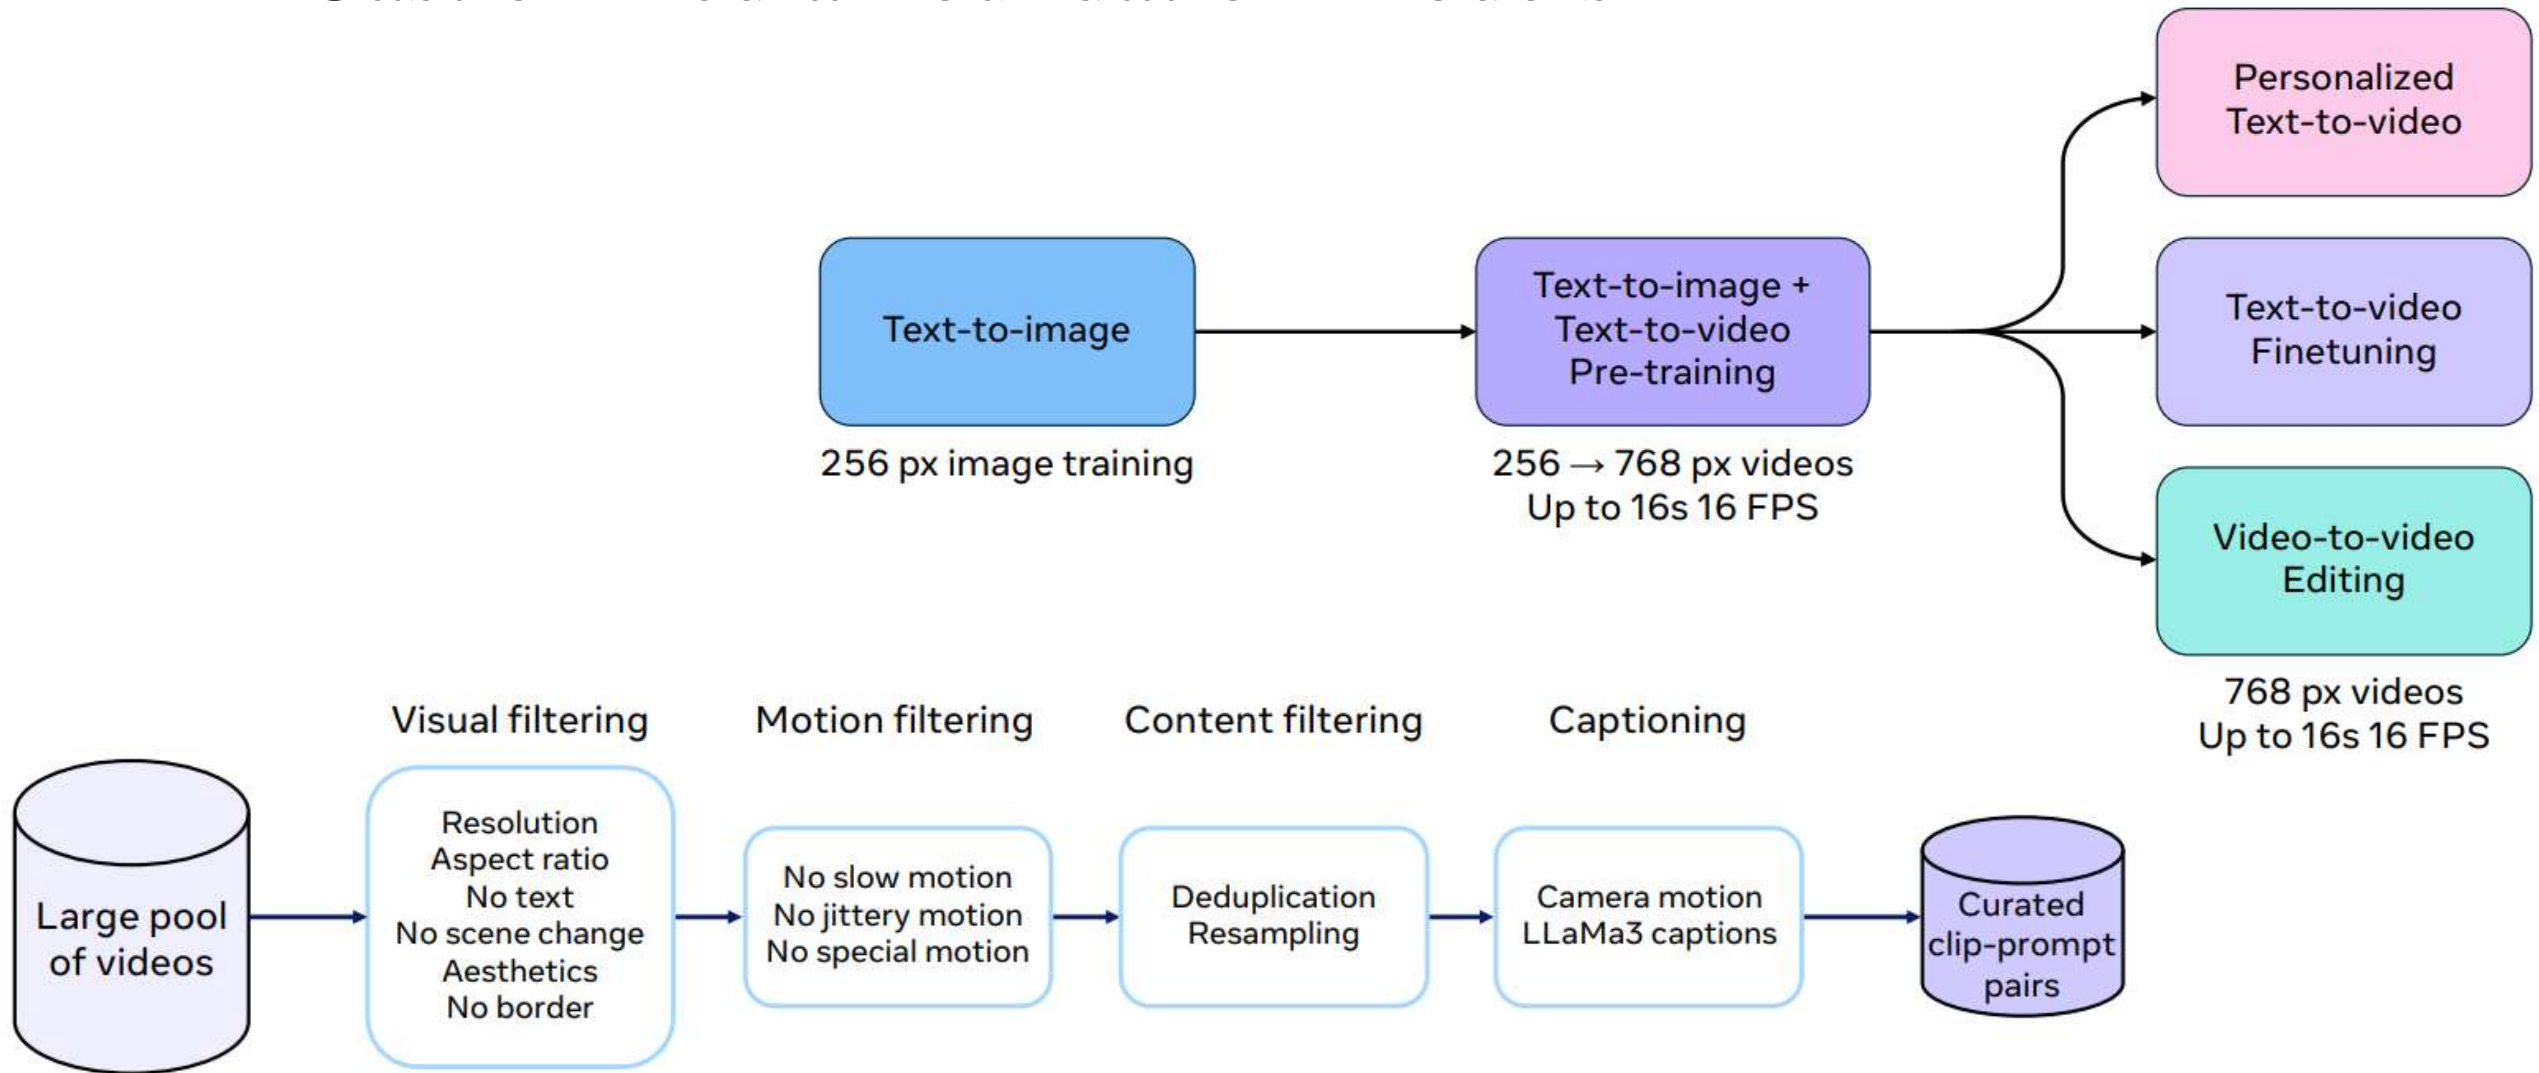 Personalized
Text-to-video
Text-to-image
256 px image training
Text-to-image +
Text-to-video
Pre-training
256 → 768 px videos
Up to 16s 16 FPS
Text-to-video
Finetuning
Video-to-video
Editing
768 px videos
Up to 16s 16 FPS
Large pool
of videos
Visual filtering
Resolution
Aspect ratio
No text
No scene change
Aesthetics
No border
Motion filtering
No slow motion
No jittery motion
No special motion
Content filtering
Deduplication
Resampling
Captioning
Camera motion
LLaMa3 captions
Curated
clip-prompt
pairs